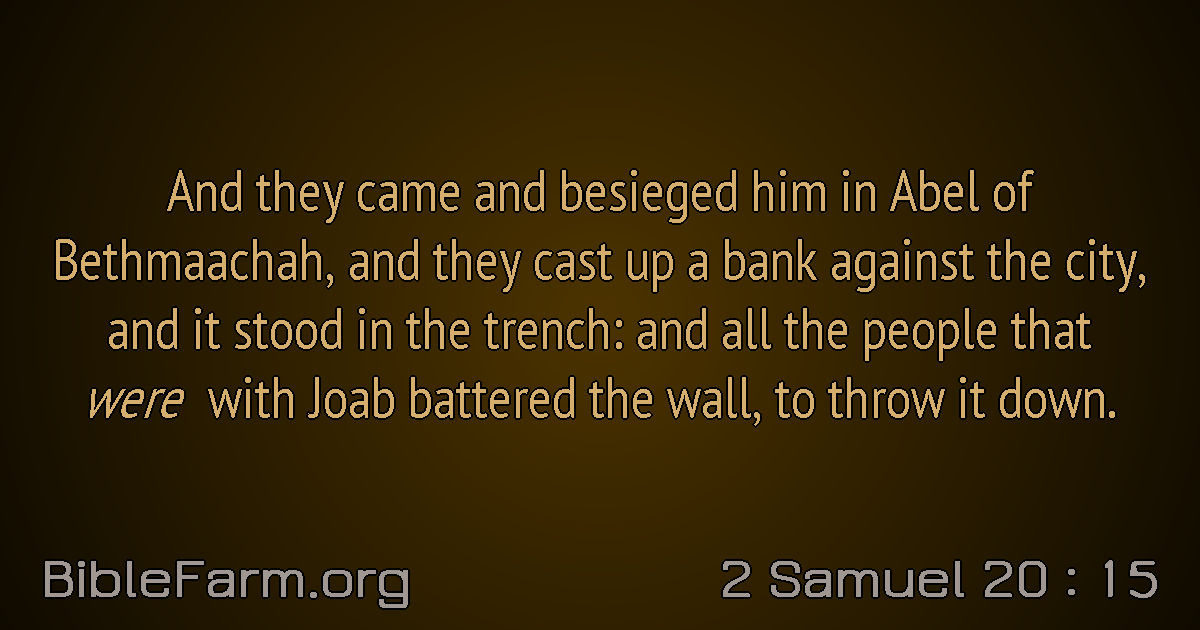 And they came and besieged him in Abel of
Bethmaachah, and they cast up a bank against the city,
and it stood in the trench: and all the people that
were with Joab battered the wall, to throw it down.
BibleFarm.org
2 Samuel 20 : 15